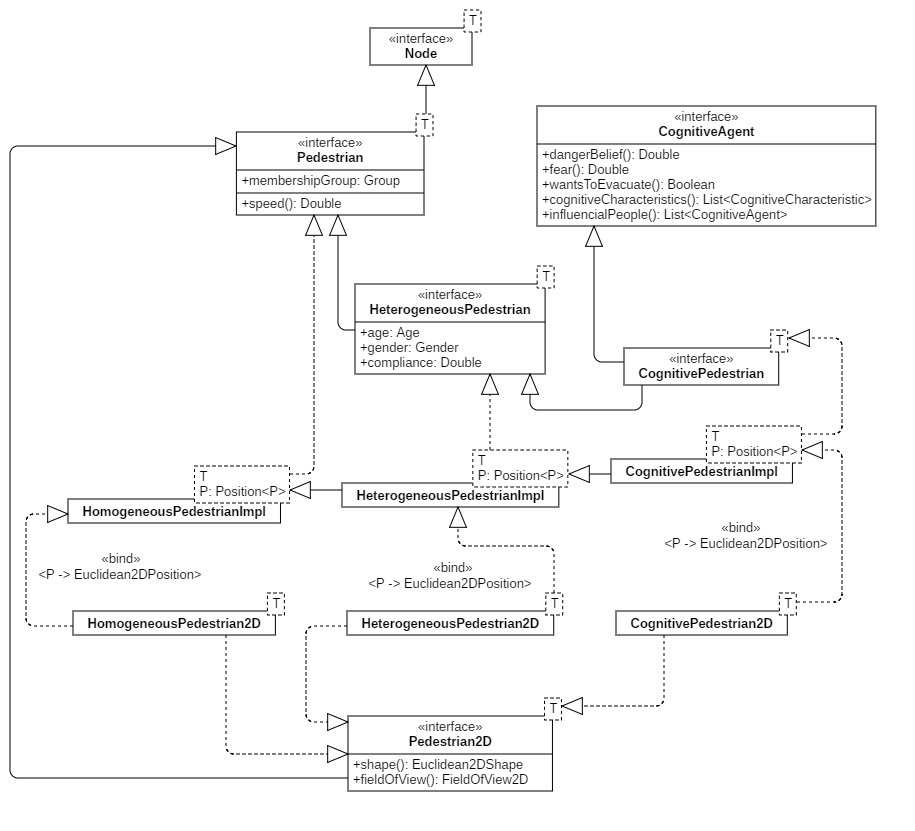 T
«interface»
Node
T
«interface»
Pedestrian
+membershipGroup: Group
+speed(): Double
«interface»
CognitiveAgent
+dangerBelief(): Double
+fear(): Double
+wantsToEvacuate(): Boolean
+cognitiveCharacteristics(): List<CognitiveCharacteristic>
+influencialPeople(): List<CognitiveAgent>
T
«interface»
HeterogeneousPedestrian
+age: Age
+gender: Gender
+compliance: Double
T
«interface»
CognitivePedestrian
T
P: Position<P>
CognitivePedestrianImpl
T
P: Position<P>
HeterogeneousPedestrianImpl
T
P: Position<P>
HomogeneousPedestrianImpl
«bind»
<P -> Euclidean2DPosition>
«bind»
<P -> Euclidean2DPosition>
«bind»
<P -> Euclidean2DPosition>
T
HomogeneousPedestrian2D
T
HeterogeneousPedestrian2D
T
CognitivePedestrian2D
T
«interface»
Pedestrian2D
+shape(): Euclidean2DShape
+fieldOfView(): FieldOfView2D